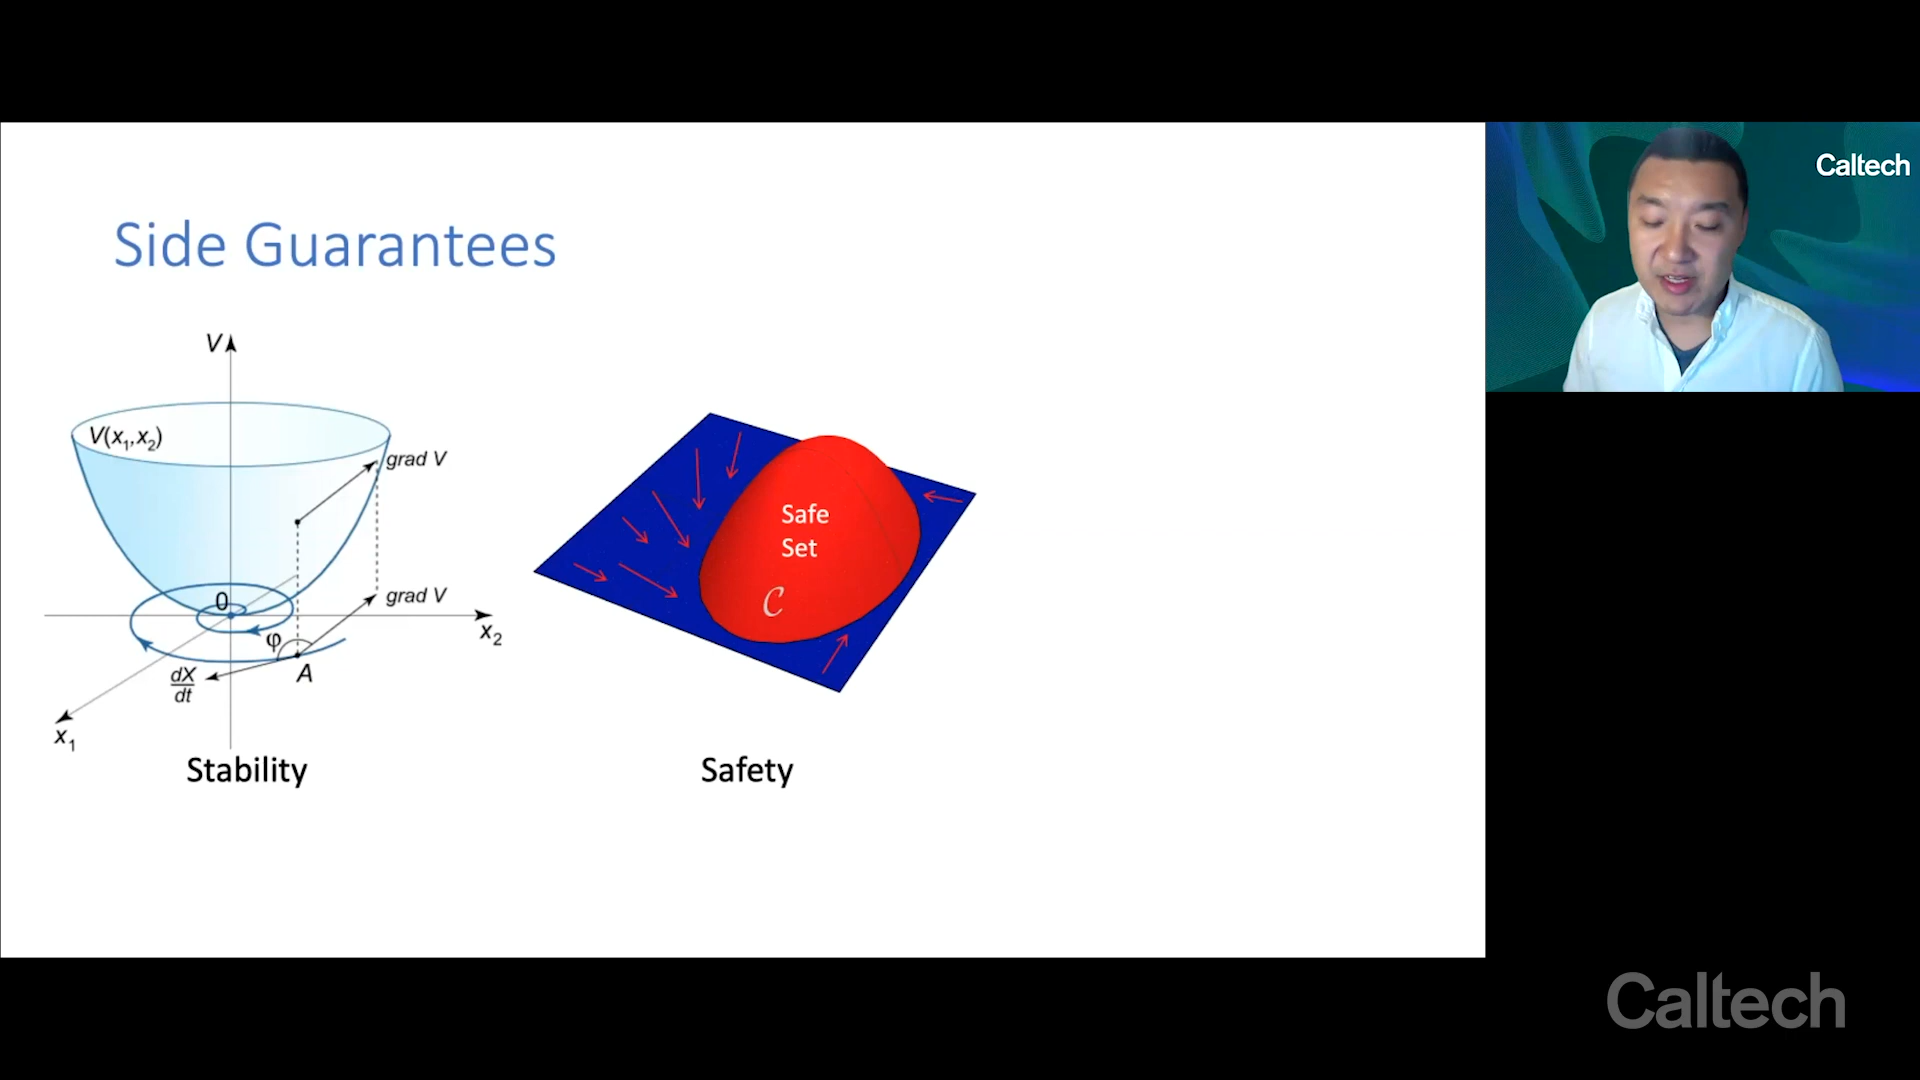 Caltech
Side Guarantees
V
V(x₁,x₂)
grad V
Safe
Set
C
0
grad V
x₂
φ
dX
dt
A
x₁
Stability
Safety
Caltech